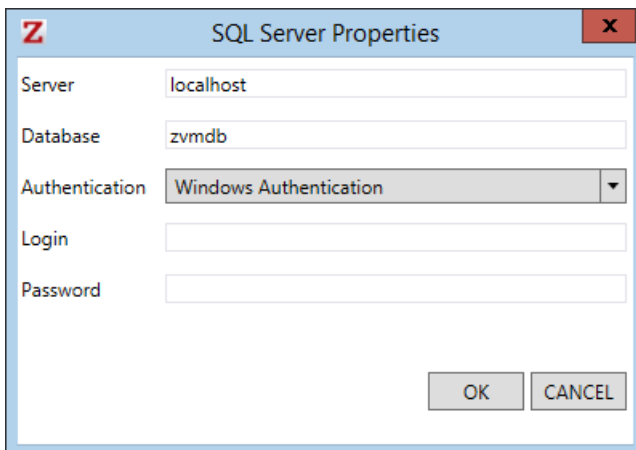 Z SQL Server Properties x
Server localhost
Database zvmdb
Authentication Windows Authentication
Login
Password
OK CANCEL